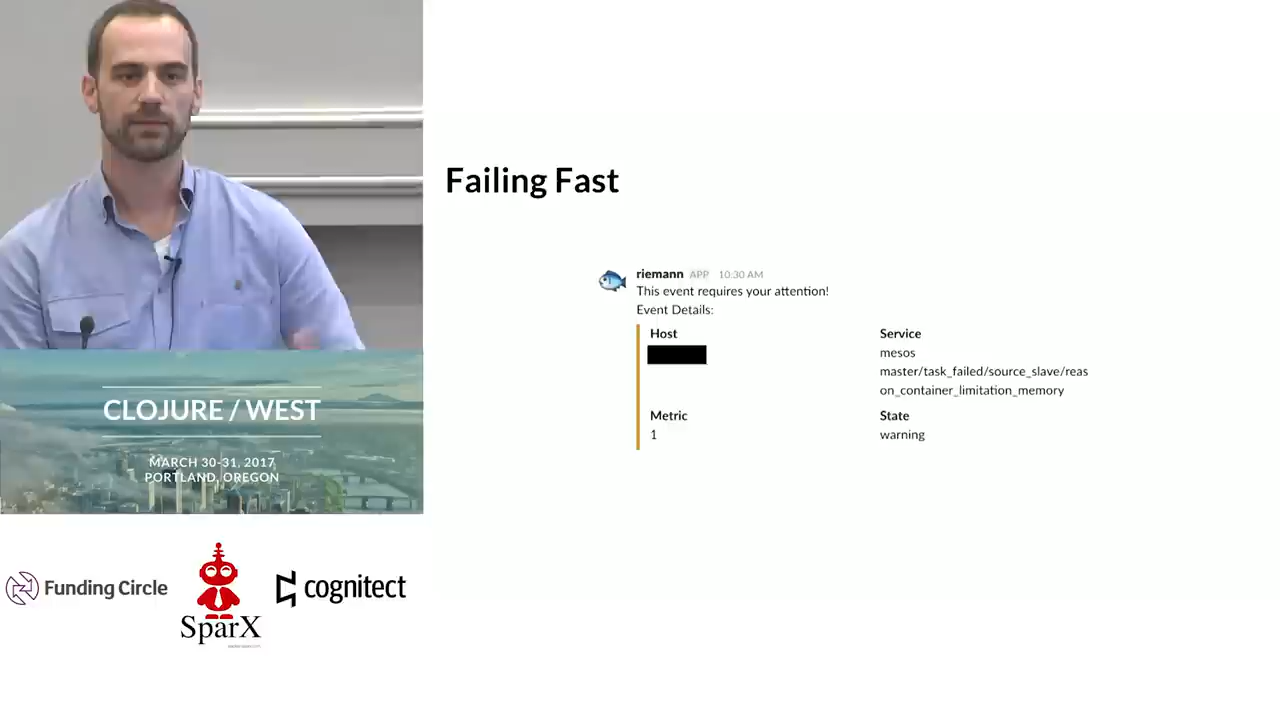 Failing Fast
riemann APP 10:30 AM
This event requires your attention!
Event Details:
Host
Service
mesos
master/task_failed/source_slave/reas
on_container_limitation_memory
Metric
State
1
warning
CLOJURE / WEST
MARCH 30-31, 2017
PORTLAND, OREGON
Funding Circle
SparX
cognitect